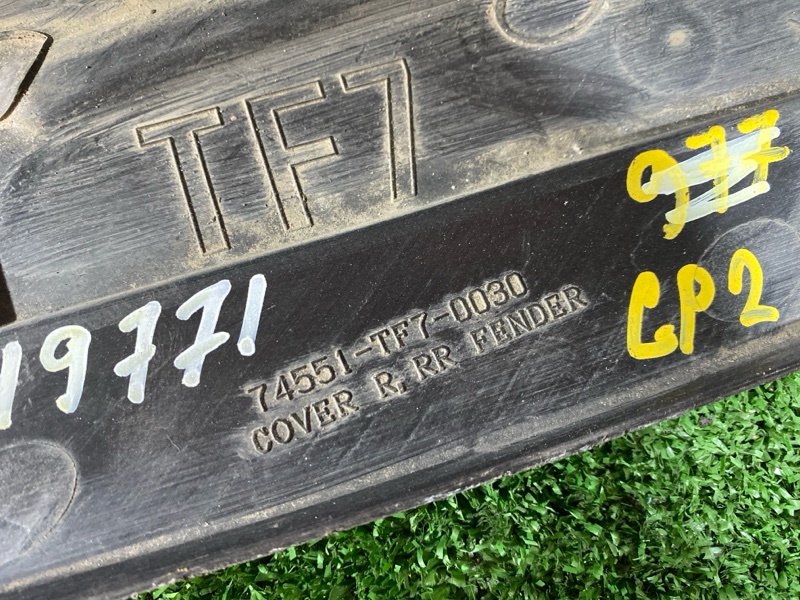 TF7
977
GP2
19771
74551-TF7-0030
COVER R, RR FENDER